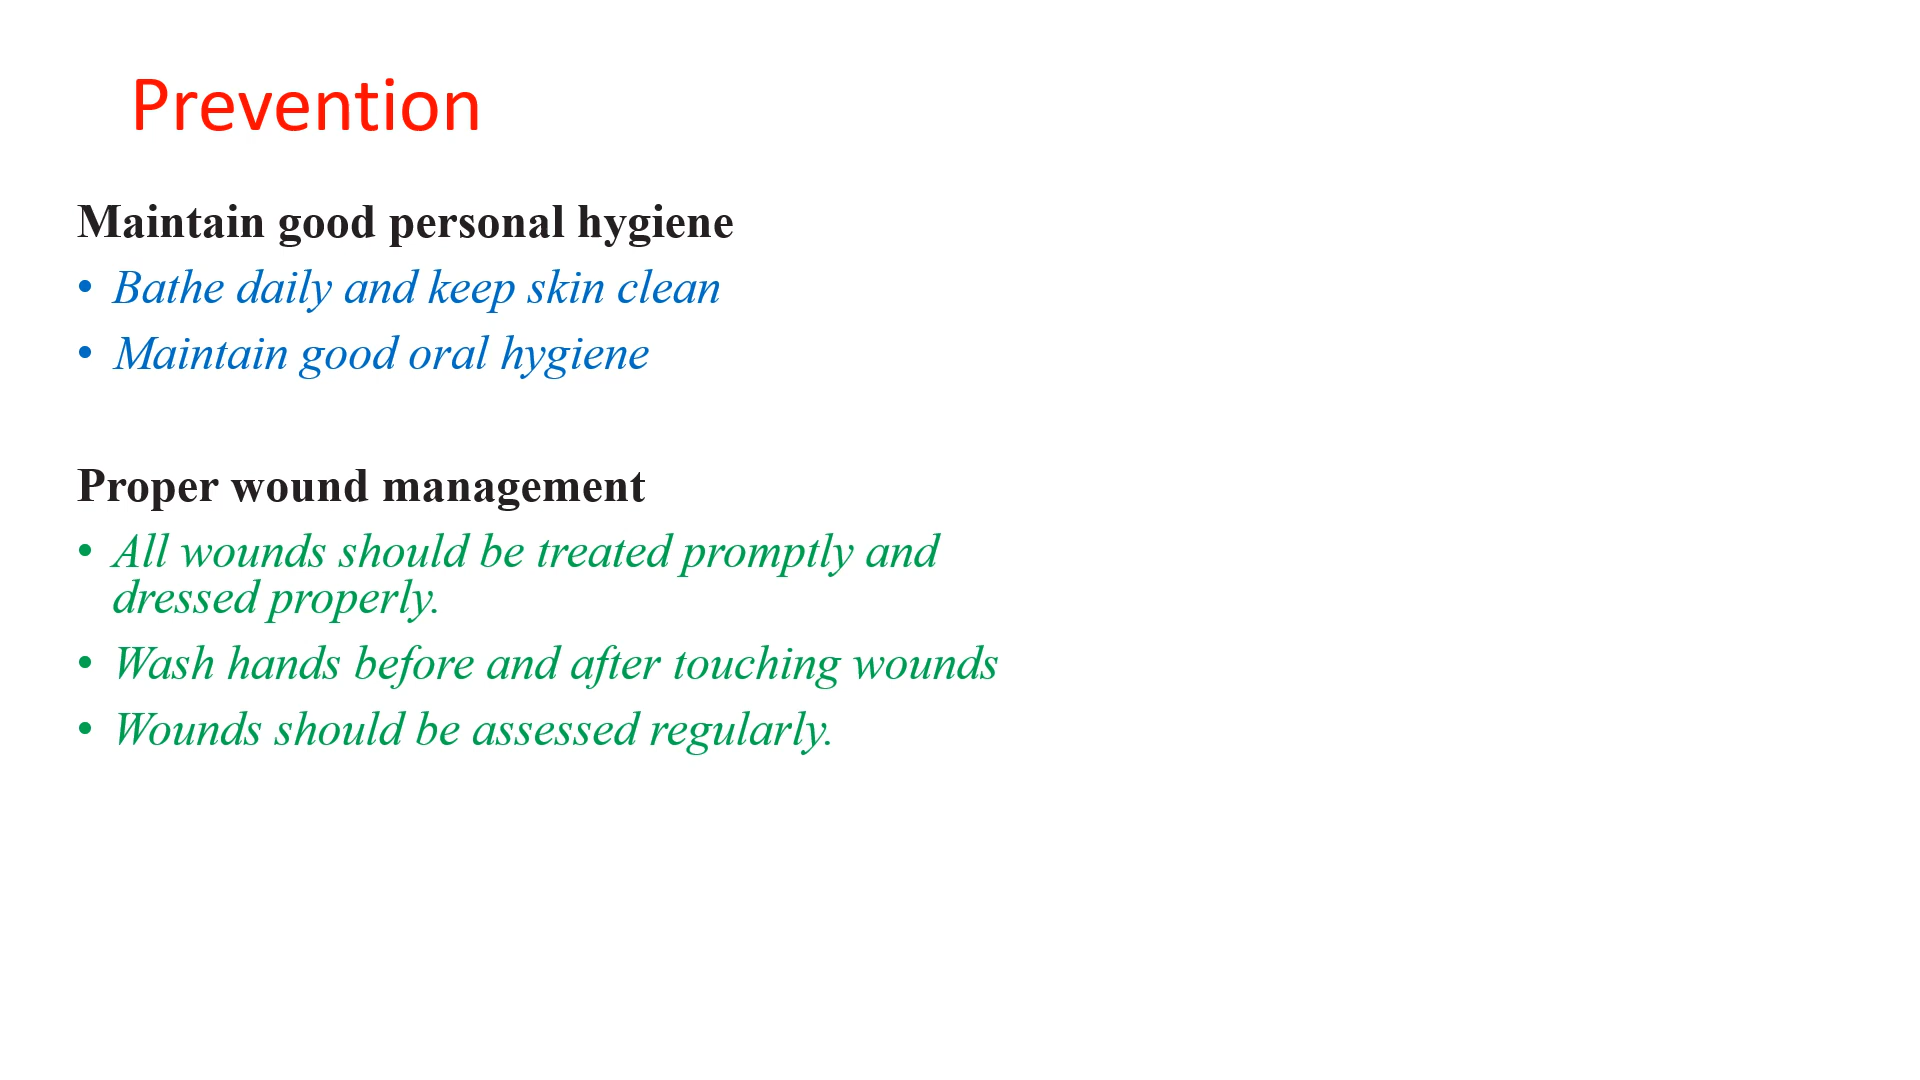 Prevention
Maintain good personal hygiene
• Bathe daily and keep skin clean
• Maintain good oral hygiene
Proper wound management
• All wounds should be treated promptly and
dressed properly.
• Wash hands before and after touching wounds
• Wounds should be assessed regularly.